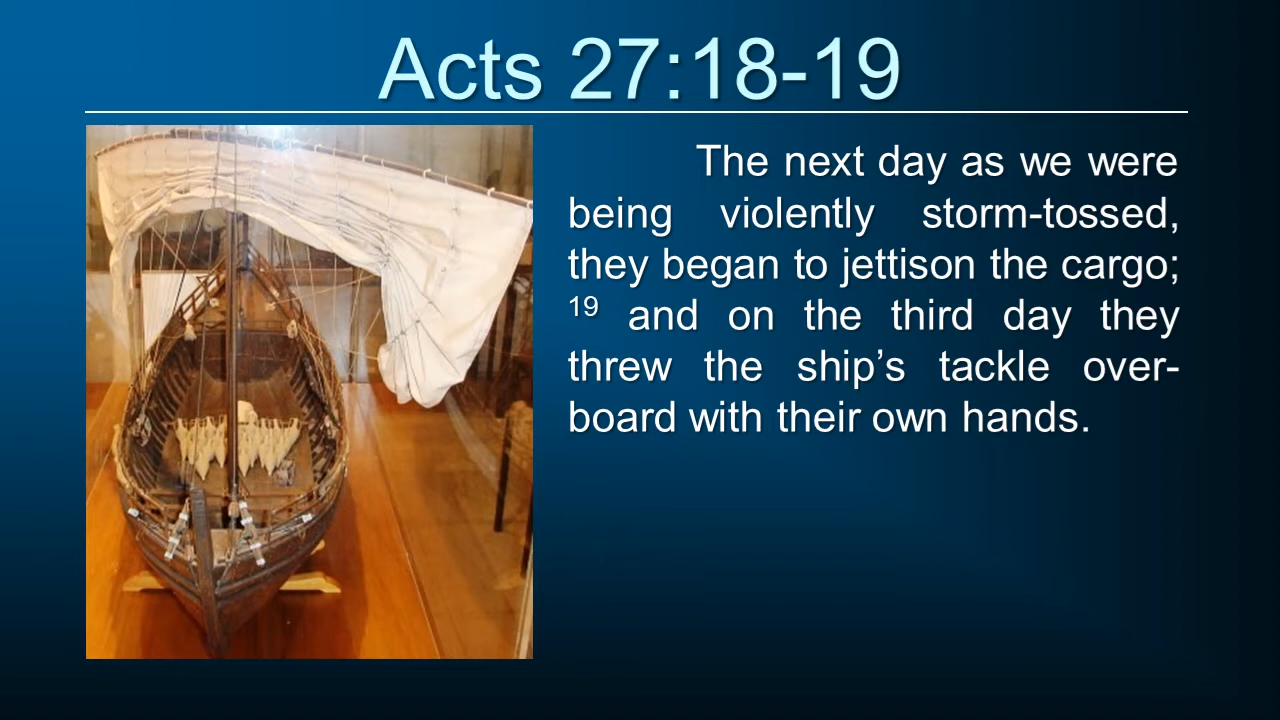 Acts 27:18-19
The next day as we were
being violently storm-tossed,
they began to jettison the cargo;
19 and on the third day they
threw the ship’s tackle over-
board with their own hands.